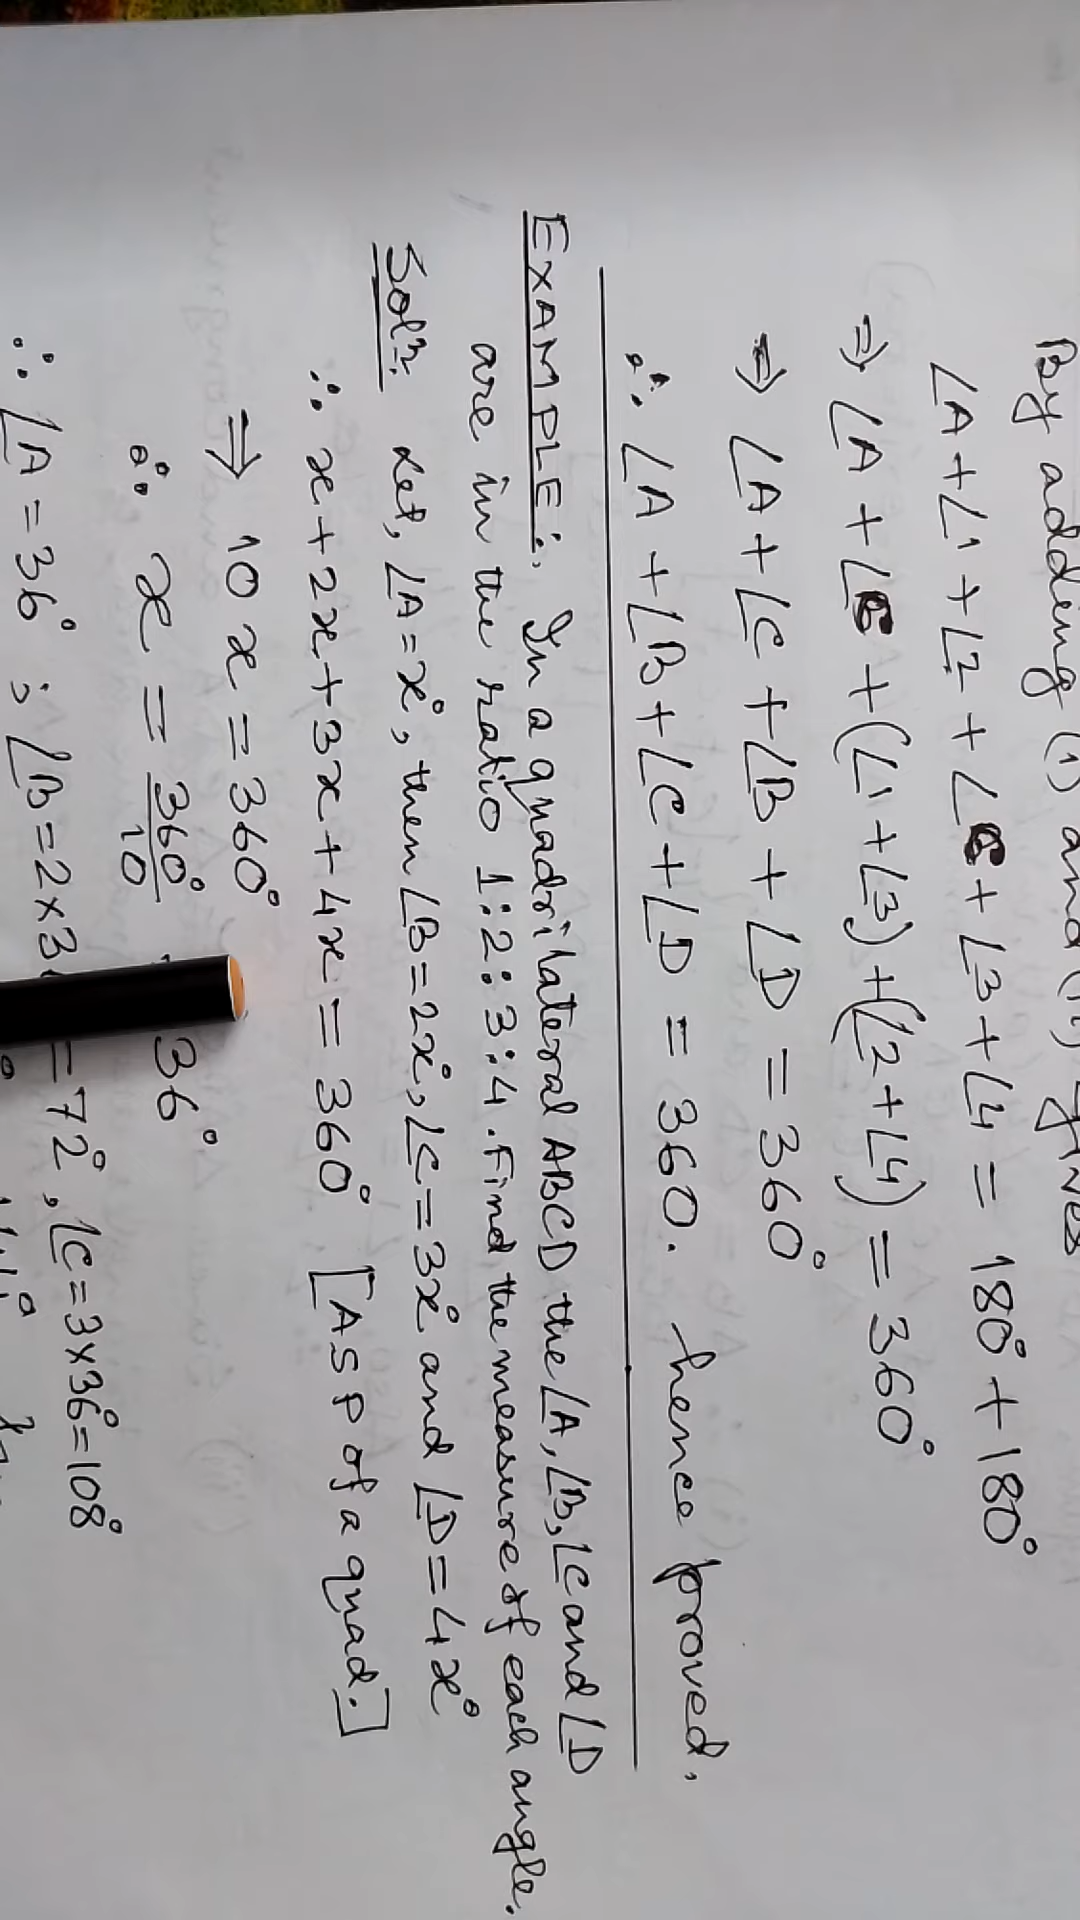 By adding (i) and (ii) gives
∠A+∠1+∠2+∠C+∠3+∠4 = 180°+180°
⇒ ∠A+∠C+(∠1+∠3)+(∠2+∠4) = 360°
⇒ ∠A+∠C+∠B+∠D = 360°
∴ ∠A+∠B+∠C+∠D = 360. hence proved.
EXAMPLE: In a quadrilateral ABCD the ∠A, ∠B, ∠C and ∠D
are in the ratio 1:2:3:4. Find the measure of each angle.
Solⁿ: Let, ∠A=x°, then ∠B=2x°, ∠C=3x° and ∠D=4x°
∴ x+2x+3x+4x = 360° [ASP of a quad.]
⇒ 10x = 360°
∴ x = 360°/10 36°
∴ ∠A = 36° ; ∠B = 2×3 = 72°, ∠C = 3×36° = 108°